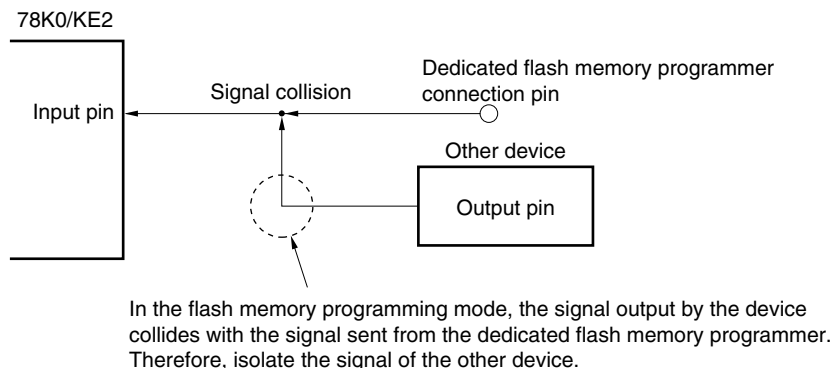 78K0/KE2
Dedicated flash memory programmer
connection pin
Signal collision
Input pin
Other device
Output pin
In the flash memory programming mode, the signal output by the device
collides with the signal sent from the dedicated flash memory programmer.
Therefore, isolate the signal of the other device.